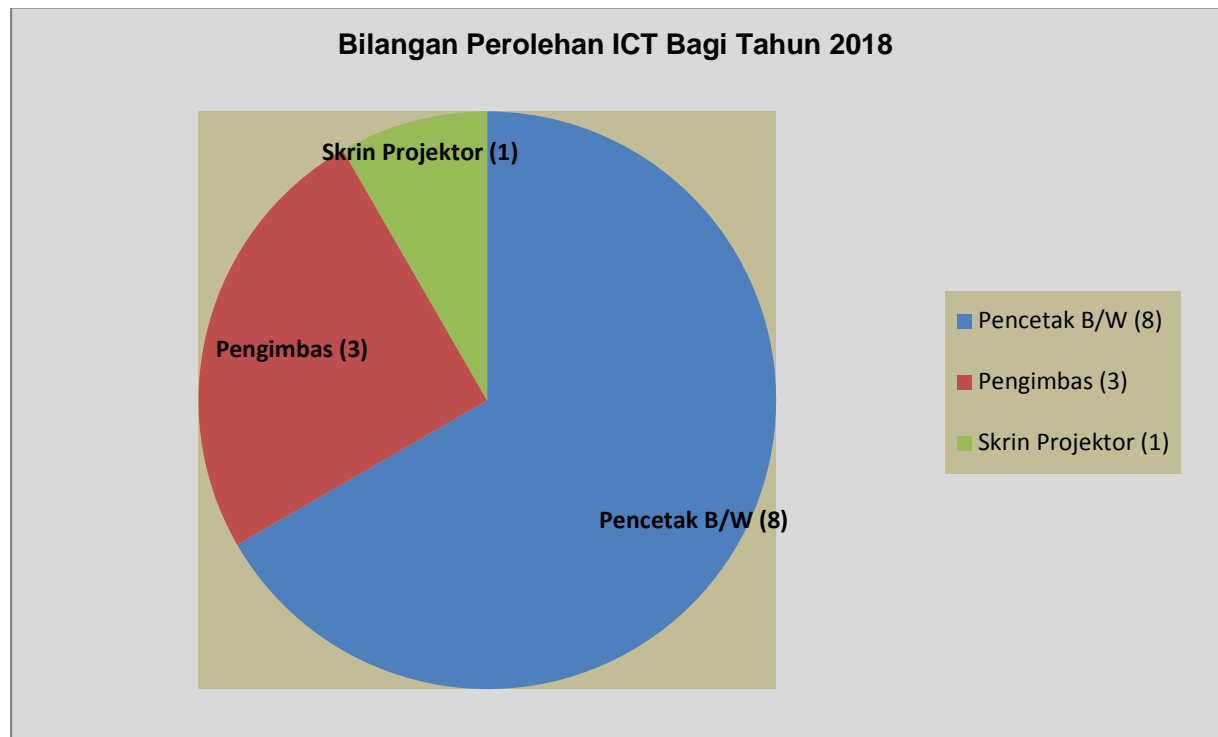 Bilangan Perolehan ICT Bagi Tahun 2018
Skrin Projektor (1)
Pengimbas (3)
Pencetak B/W (8)
Pencetak B/W (8)
Pengimbas (3)
Skrin Projektor (1)